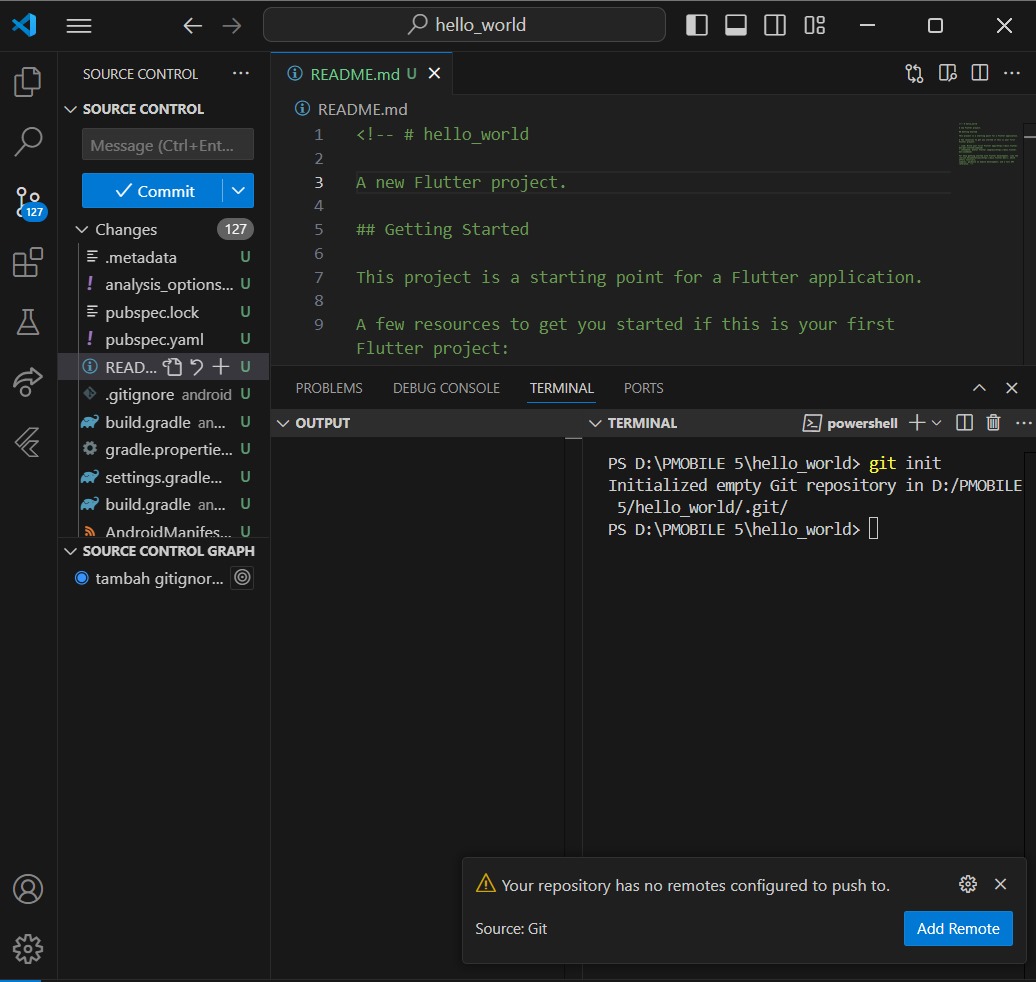 hello_world
SOURCE CONTROL
SOURCE CONTROL
Message (Ctrl+Ent...
Commit
Changes 127
.metadata U
analysis_options... U
pubspec.lock U
pubspec.yaml U
READ... U
.gitignore android U
build.gradle an... U
gradle.propertie... U
settings.gradle... U
build.gradle an... U
AndroidManifes... U
SOURCE CONTROL GRAPH
tambah gitignor...
127
README.md U
README.md
1 <!-- # hello_world
2
3 A new Flutter project.
4
5 ## Getting Started
6
7 This project is a starting point for a Flutter application.
8
9 A few resources to get you started if this is your first
Flutter project:
PROBLEMS DEBUG CONSOLE TERMINAL PORTS
OUTPUT
TERMINAL powershell
PS D:\PMOBILE 5\hello_world> git init
Initialized empty Git repository in D:/PMOBILE
5/hello_world/.git/
PS D:\PMOBILE 5\hello_world>
Your repository has no remotes configured to push to.
Source: Git
Add Remote